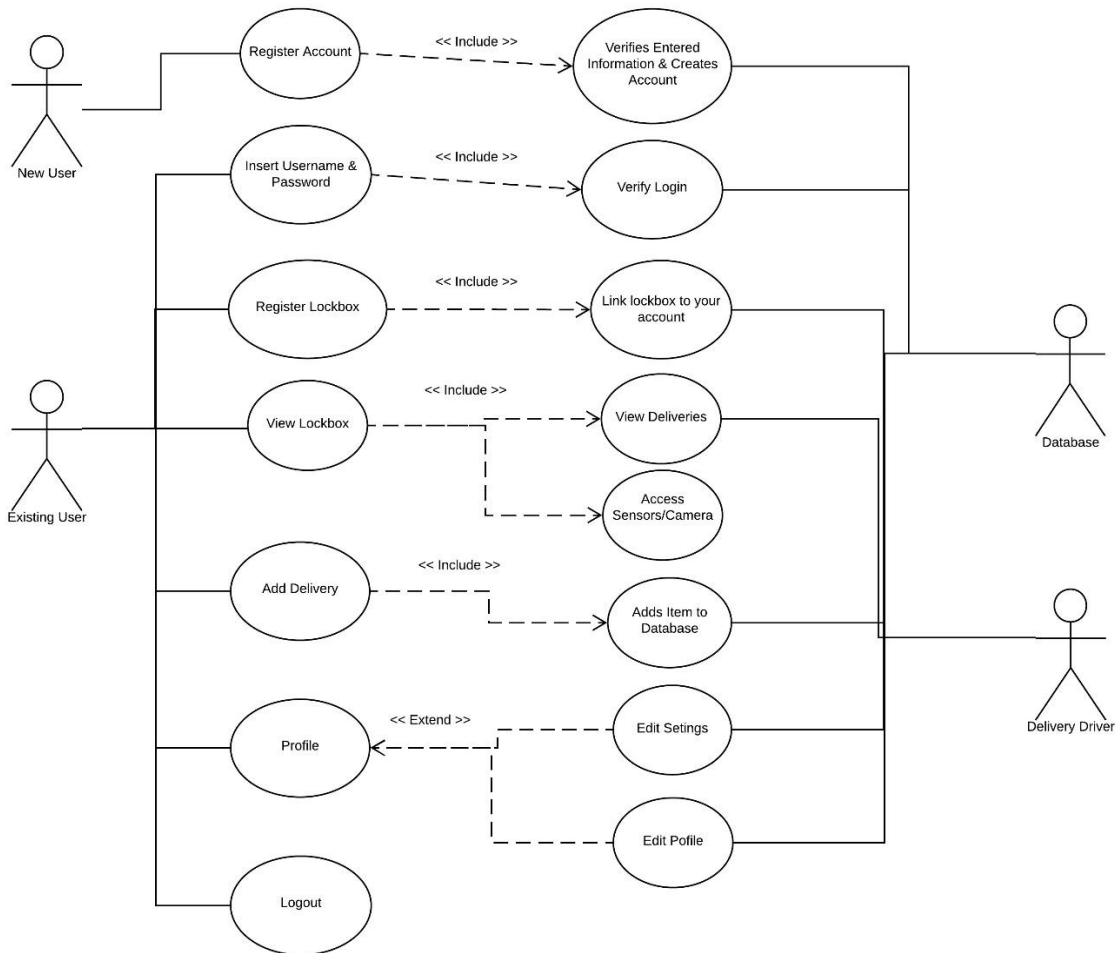 Register Account
<< Include >>
Verifies Entered
Information & Creates
Account
New User
Insert Username &
Password
<< Include >>
Verify Login
Register Lockbox
<< Include >>
Link lockbox to your
account
View Lockbox
<< Include >>
View Deliveries
Database
Existing User
Access
Sensors/Camera
Add Delivery
<< Include >>
Adds Item to
Database
Profile
<< Extend >>
Edit Setings
Delivery Driver
Edit Pofile
Logout